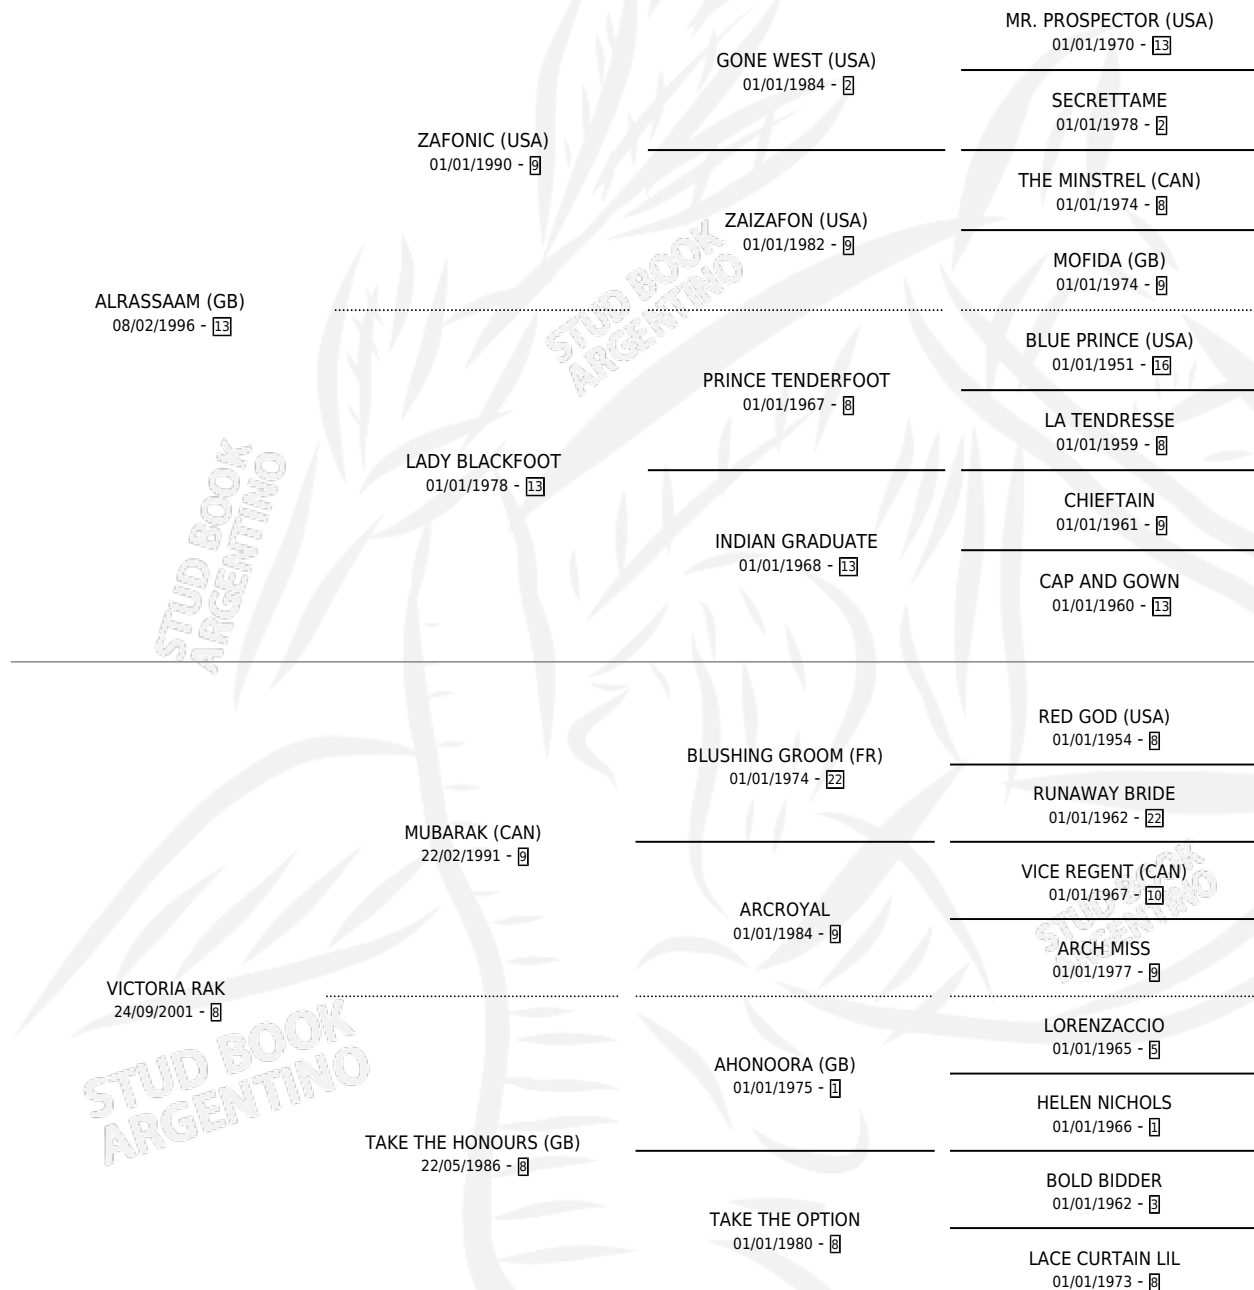 MR. PROSPECTOR (USA)
01/01/1970 - 13
GONE WEST (USA)
01/01/1984 - 2
SECRETTAME
01/01/1978 - 2
ZAFONIC (USA)
01/01/1990 - 9
THE MINSTREL (CAN)
01/01/1974 - 8
ZAIZAFON (USA)
01/01/1982 - 9
MOFIDA (GB)
01/01/1974 - 9
ALRASSAAM (GB)
08/02/1996 - 13
BLUE PRINCE (USA)
01/01/1951 - 16
PRINCE TENDERFOOT
01/01/1967 - 8
LA TENDRESSE
01/01/1959 - 8
LADY BLACKFOOT
01/01/1978 - 13
CHIEFTAIN
01/01/1961 - 9
INDIAN GRADUATE
01/01/1968 - 13
CAP AND GOWN
01/01/1960 - 13
RED GOD (USA)
01/01/1954 - 8
BLUSHING GROOM (FR)
01/01/1974 - 22
RUNAWAY BRIDE
01/01/1962 - 22
MUBARAK (CAN)
22/02/1991 - 9
VICE REGENT (CAN)
01/01/1967 - 10
ARCROYAL
01/01/1984 - 9
ARCH MISS
01/01/1977 - 9
VICTORIA RAK
24/09/2001 - 8
LORENZACCIO
01/01/1965 - 5
AHONOORA (GB)
01/01/1975 - 1
HELEN NICHOLS
01/01/1966 - 1
TAKE THE HONOURS (GB)
22/05/1986 - 8
BOLD BIDDER
01/01/1962 - 3
TAKE THE OPTION
01/01/1980 - 8
LACE CURTAIN LIL
01/01/1973 - 8
STUD BOOK
ARGENTINO
STUD BOOK
ARGENTINO
STUD BOOK
ARGENTINO
STUD BOOK
ARGENTINO